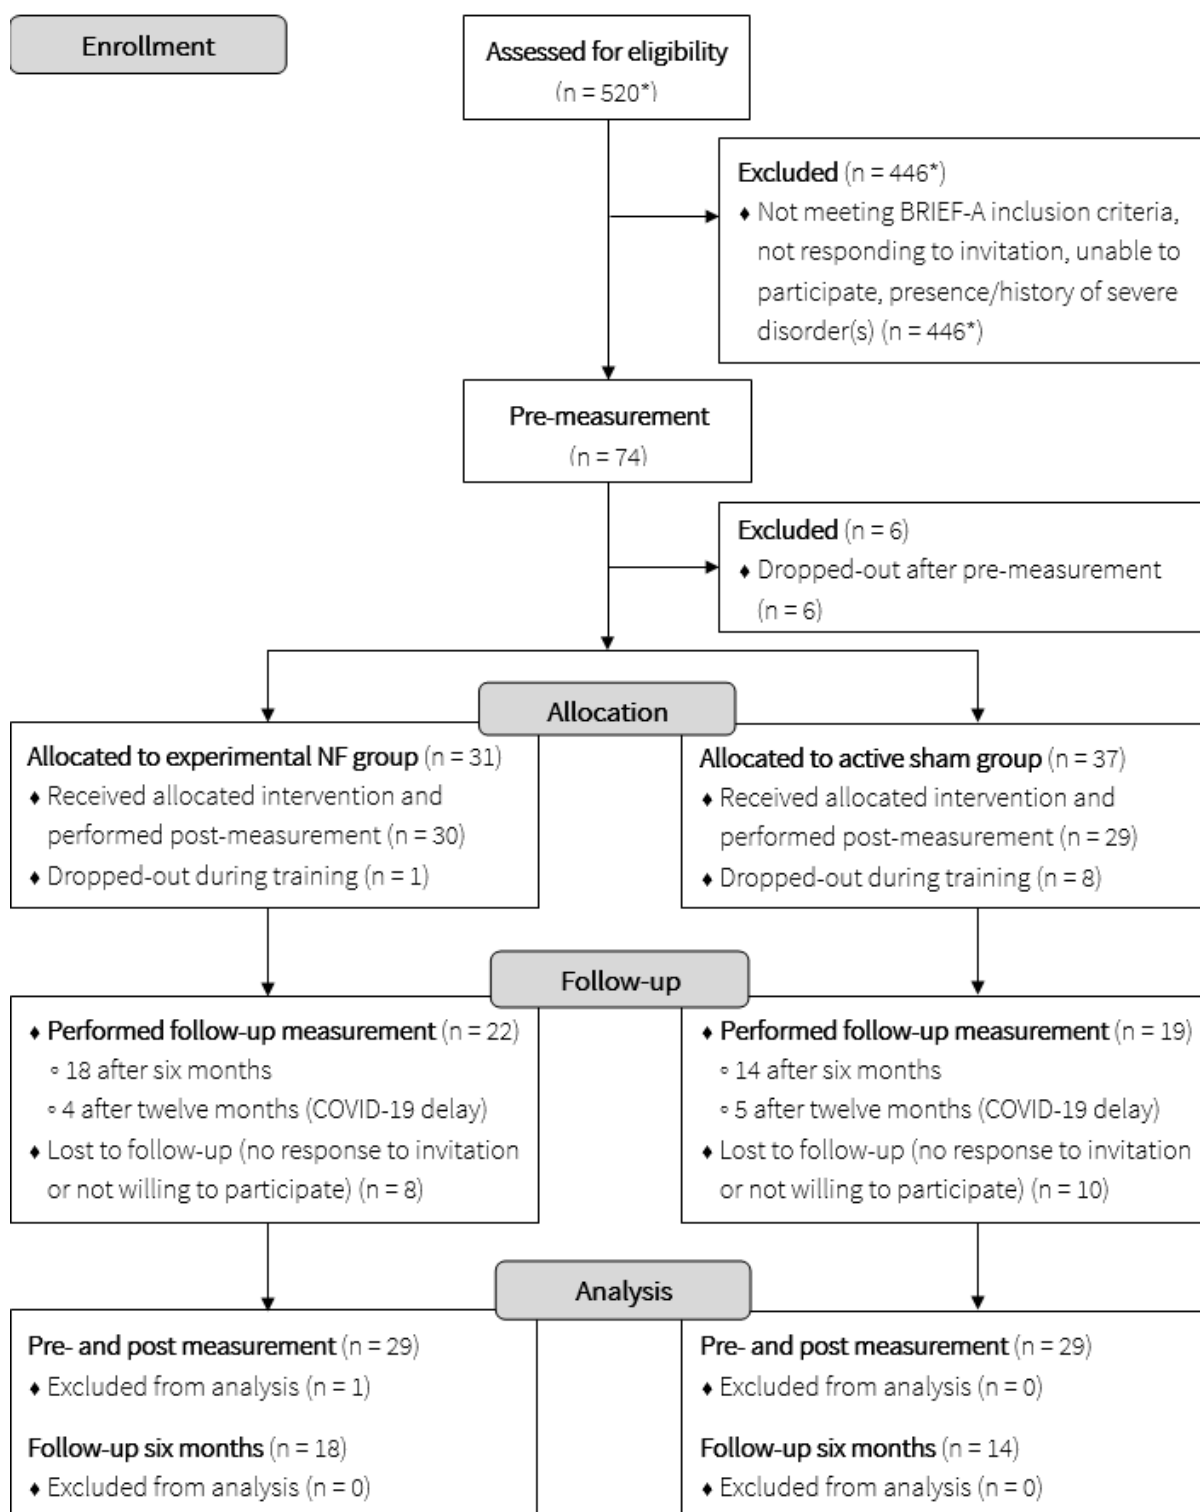 Enrollment
Assessed for eligibility
(n = 520*)
Excluded (n = 446*)
♦ Not meeting BRIEF-A inclusion criteria,
not responding to invitation, unable to
participate, presence/history of severe
disorder(s) (n = 446*)
Pre-measurement
(n = 74)
Excluded (n = 6)
♦ Dropped-out after pre-measurement
(n = 6)
Allocation
Allocated to experimental NF group (n = 31)
♦ Received allocated intervention and
performed post-measurement (n = 30)
♦ Dropped-out during training (n = 1)
Allocated to active sham group (n = 37)
♦ Received allocated intervention and
performed post-measurement (n = 29)
♦ Dropped-out during training (n = 8)
Follow-up
♦ Performed follow-up measurement (n = 22)
∘ 18 after six months
∘ 4 after twelve months (COVID-19 delay)
♦ Lost to follow-up (no response to invitation
or not willing to participate) (n = 8)
♦ Performed follow-up measurement (n = 19)
∘ 14 after six months
∘ 5 after twelve months (COVID-19 delay)
♦ Lost to follow-up (no response to invitation
or not willing to participate) (n = 10)
Analysis
Pre- and post measurement (n = 29)
♦ Excluded from analysis (n = 1)
Follow-up six months (n = 18)
♦ Excluded from analysis (n = 0)
Pre- and post measurement (n = 29)
♦ Excluded from analysis (n = 0)
Follow-up six months (n = 14)
♦ Excluded from analysis (n = 0)